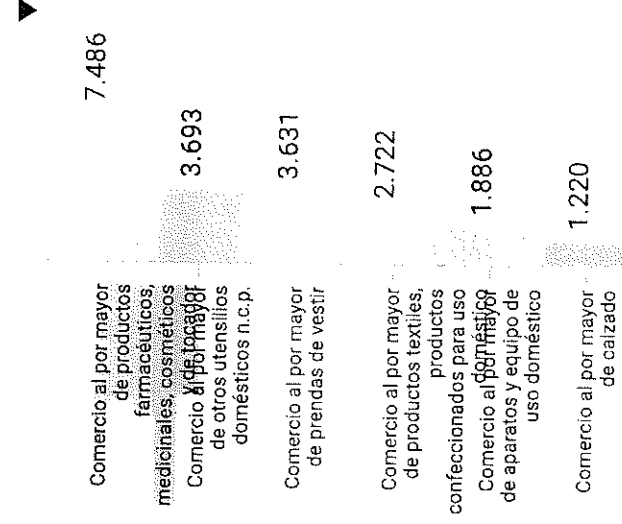 Comercio al por mayor
de productos
farmacéuticos,
medicinales, cosméticos
y de tocador
7.486
Comercio al por mayor
de otros utensilios
domésticos n.c.p.
3.693
Comercio al por mayor
de prendas de vestir
3.631
Comercio al por mayor
de productos textiles,
productos
confeccionados para uso
doméstico
2.722
Comercio al por mayor
de aparatos y equipo de
uso doméstico
1.886
Comercio al por mayor
de calzado
1.220